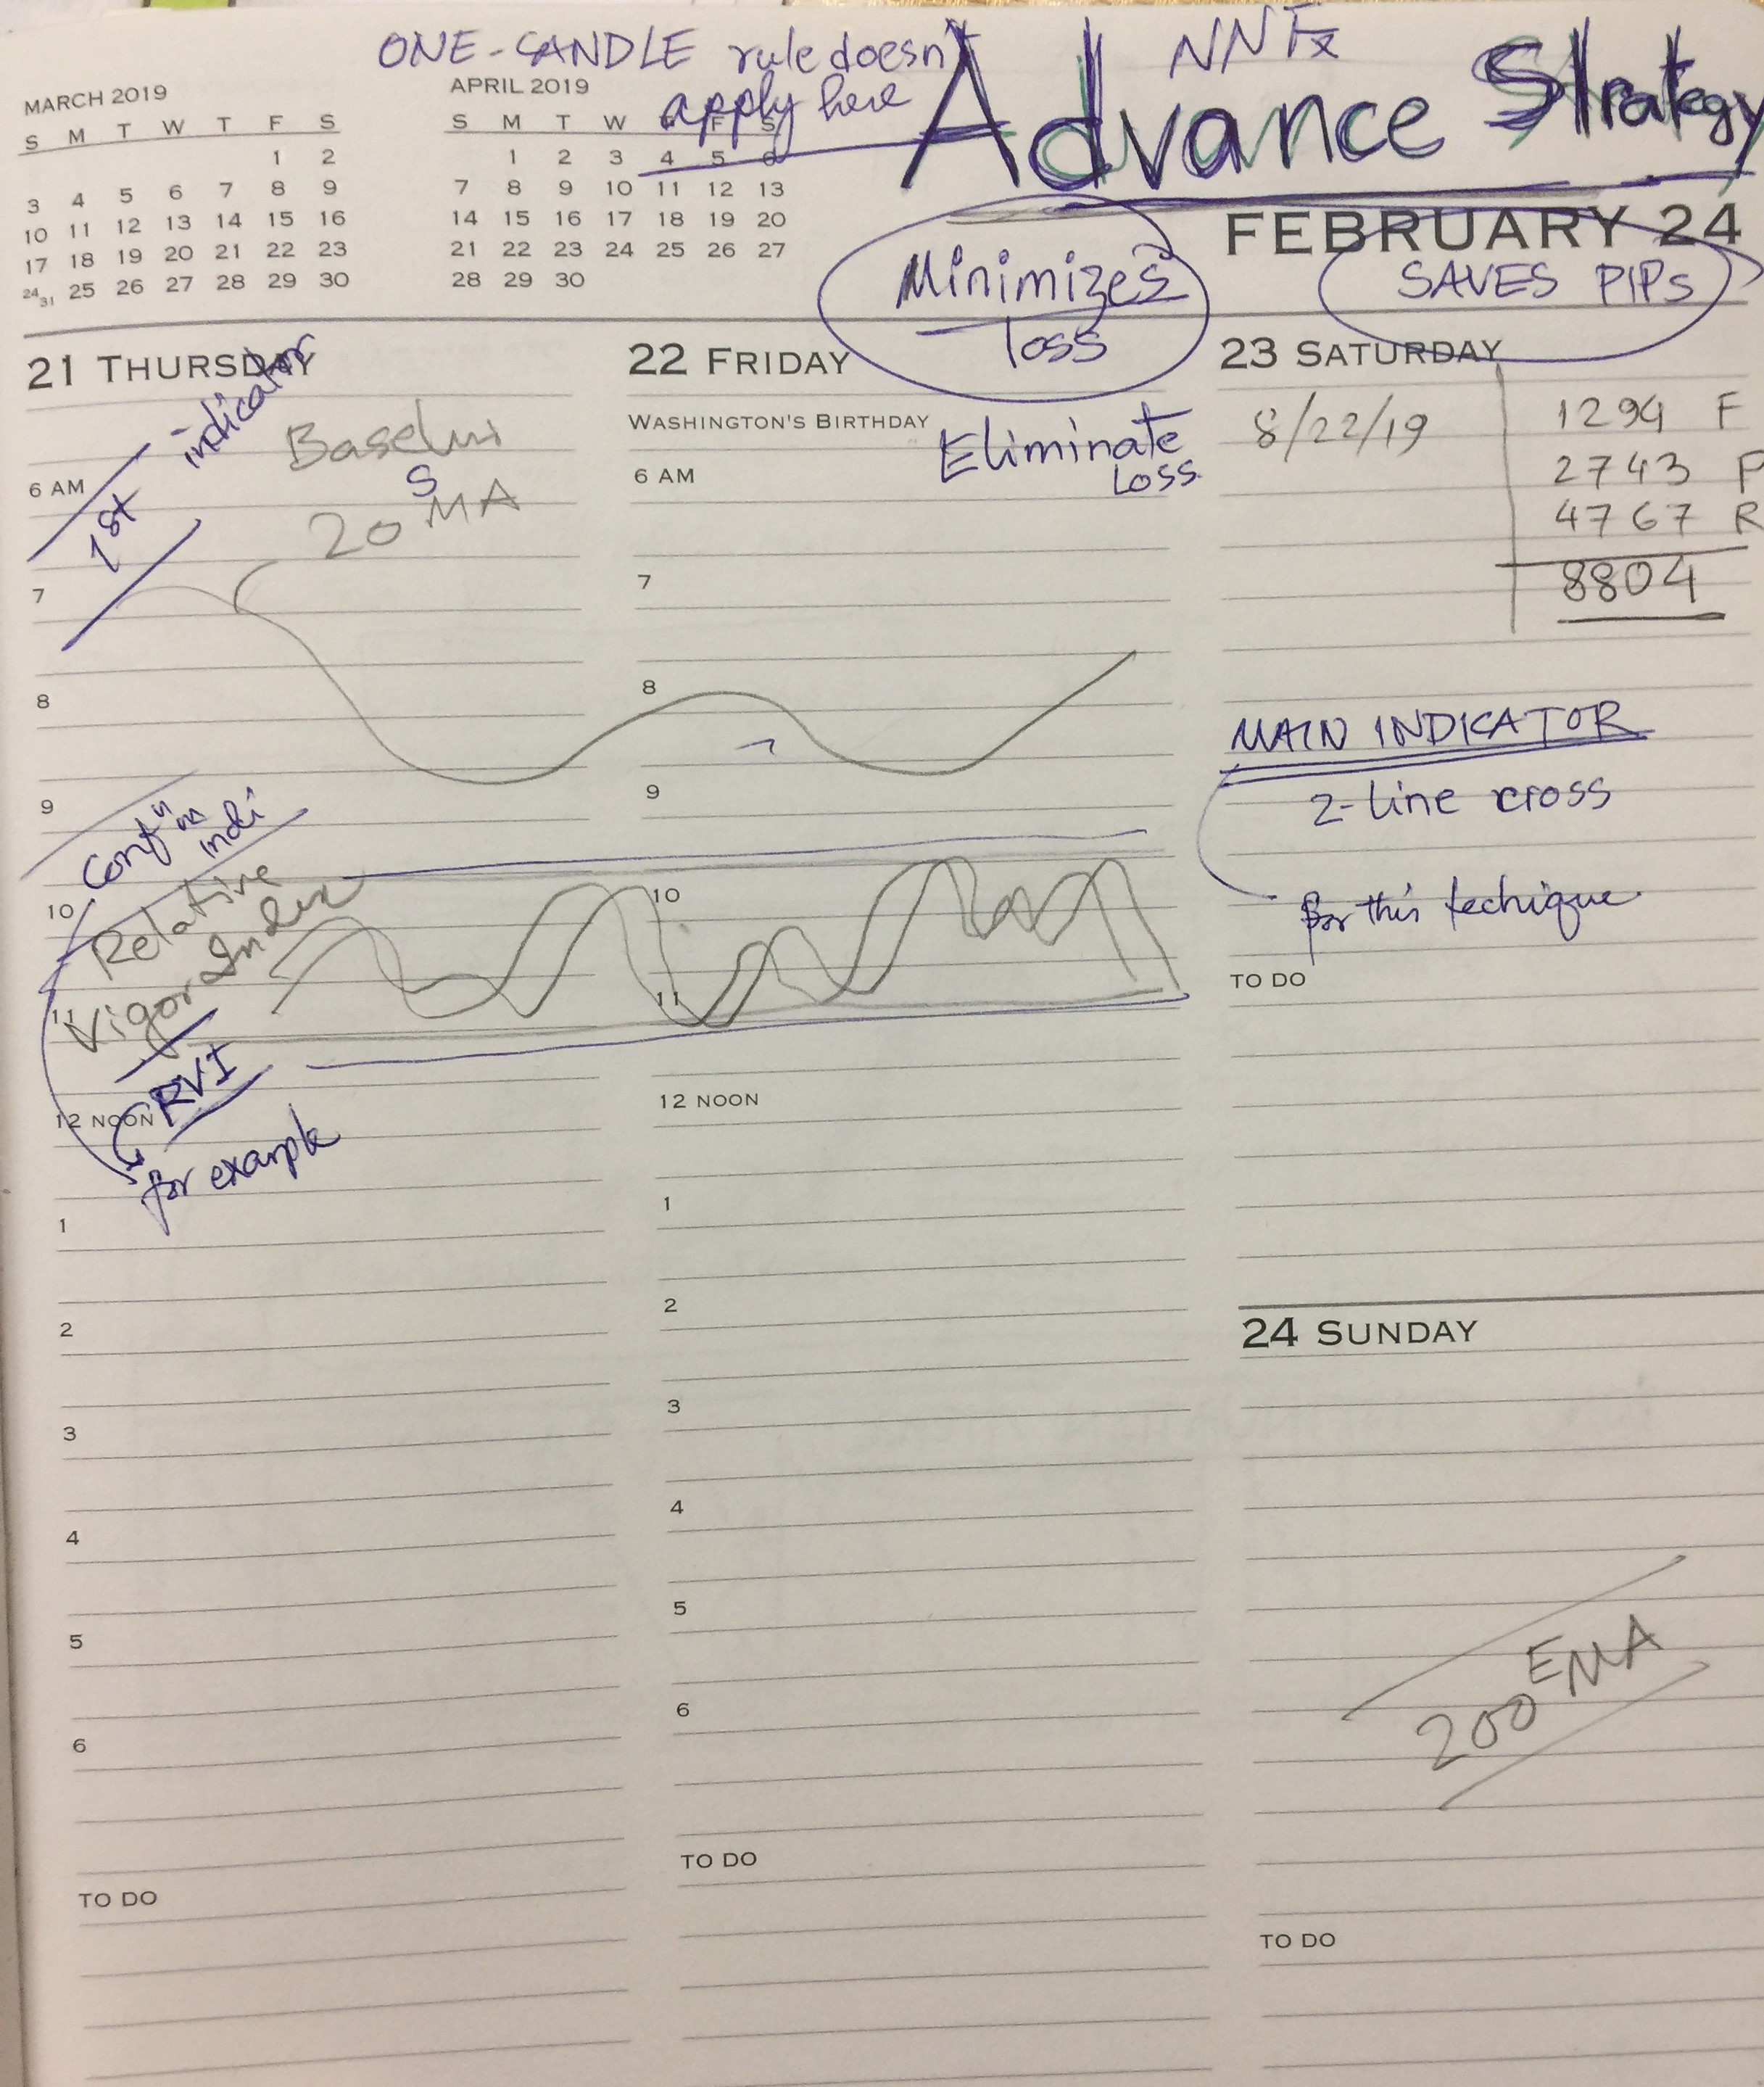 ONE-CANDLE rule doesn't
apply here
NNFx
Advance Strategy
MARCH 2019
S M T W T F S
1 2
3 4 5 6 7 8 9
10 11 12 13 14 15 16
17 18 19 20 21 22 23
24 31 25 26 27 28 29 30
APRIL 2019
S M T W T F S
1 2 3 4 5 6
7 8 9 10 11 12 13
14 15 16 17 18 19 20
21 22 23 24 25 26 27
28 29 30
FEBRUARY 24
Minimizes
loss
SAVES PIPs
21 THURSDAY
1st indicator
Baseline
S
20 MA
6 AM
7
8
9
Conf
indi
10
Relative
Vigor Index
11
RVI
12 NOON
for example
1
2
3
4
5
6
TO DO
22 FRIDAY
WASHINGTON'S BIRTHDAY
Eliminate
Loss
6 AM
7
8
9
10
11
12 NOON
1
2
3
4
5
6
TO DO
23 SATURDAY
8/22/19
1294 F
2743 P
4767 R
8804
MAIN INDICATOR
2-line cross
for this techique
TO DO
24 SUNDAY
200 EMA
TO DO